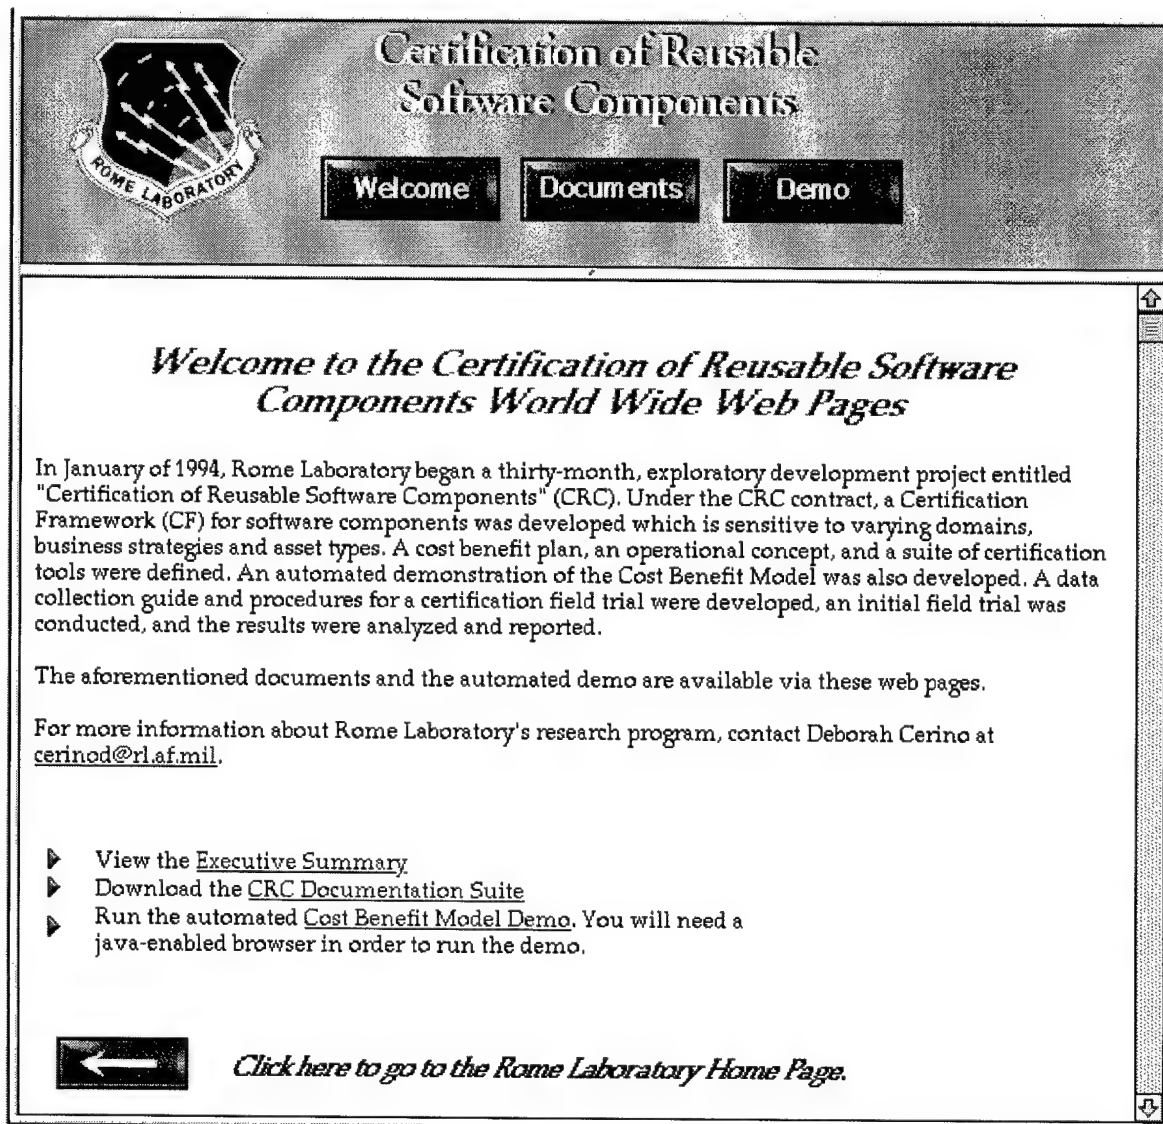 Certification of Reusable
Software Components
ROME LABORATORY
Welcome Documents Demo
Welcome to the Certification of Reusable Software
Components World Wide Web Pages
In January of 1994, Rome Laboratory began a thirty-month, exploratory development project entitled
"Certification of Reusable Software Components" (CRC). Under the CRC contract, a Certification
Framework (CF) for software components was developed which is sensitive to varying domains,
business strategies and asset types. A cost benefit plan, an operational concept, and a suite of certification
tools were defined. An automated demonstration of the Cost Benefit Model was also developed. A data
collection guide and procedures for a certification field trial were developed, an initial field trial was
conducted, and the results were analyzed and reported.
The aforementioned documents and the automated demo are available via these web pages.
For more information about Rome Laboratory's research program, contact Deborah Cerino at
cerinod@rl.af.mil.
View the Executive Summary
Download the CRC Documentation Suite
Run the automated Cost Benefit Model Demo. You will need a
java-enabled browser in order to run the demo.
Click here to go to the Rome Laboratory Home Page.